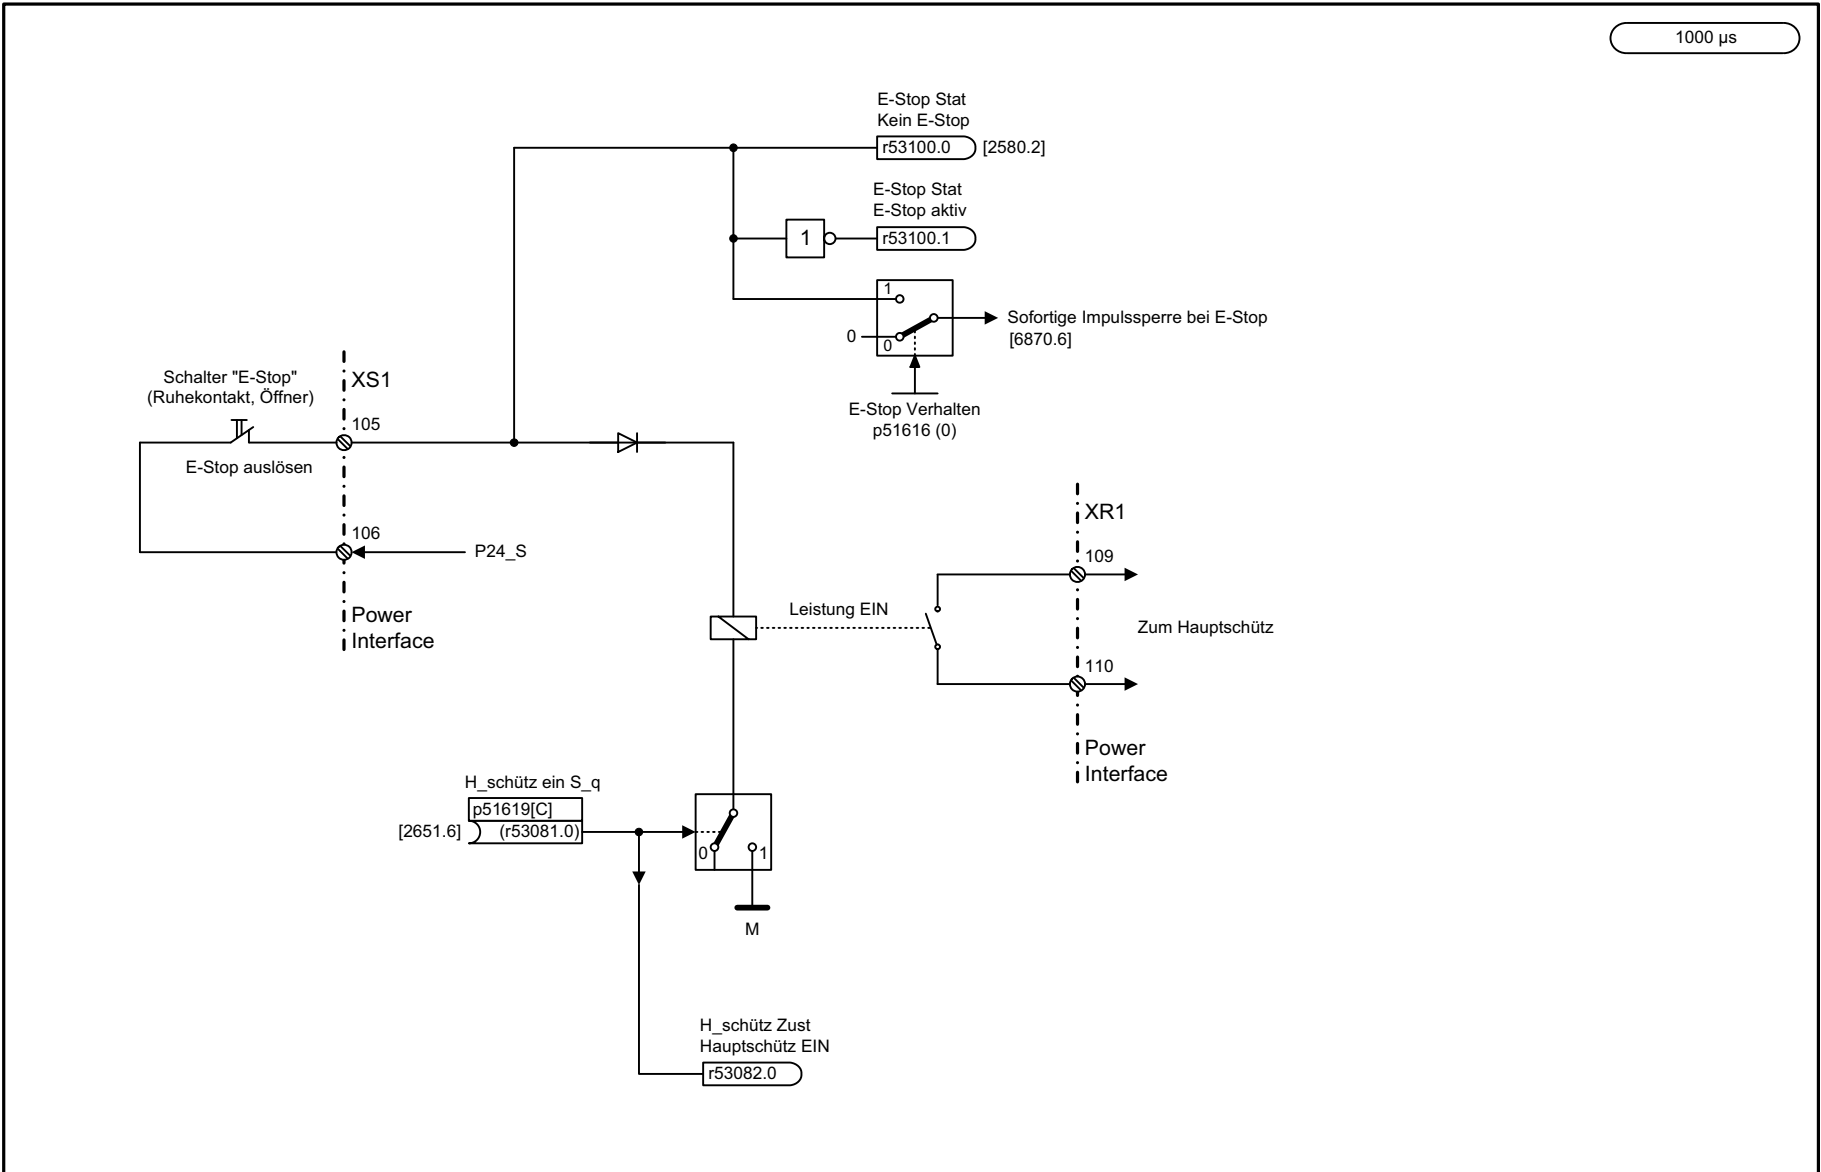 1000 µs
E-Stop Stat
Kein E-Stop
r53100.0 [2580.2]
E-Stop Stat
E-Stop aktiv
1
r53100.1
1
0
0
Sofortige Impulssperre bei E-Stop
[6870.6]
E-Stop Verhalten
p51616 (0)
Schalter "E-Stop"
(Ruhekontakt, Öffner)
XS1
105
E-Stop auslösen
106
P24_S
Power
Interface
XR1
109
Leistung EIN
Zum Hauptschütz
110
Power
Interface
H_schütz ein S_q
p51619[C]
[2651.6] (r53081.0)
0 1
M
H_schütz Zust
Hauptschütz EIN
r53082.0